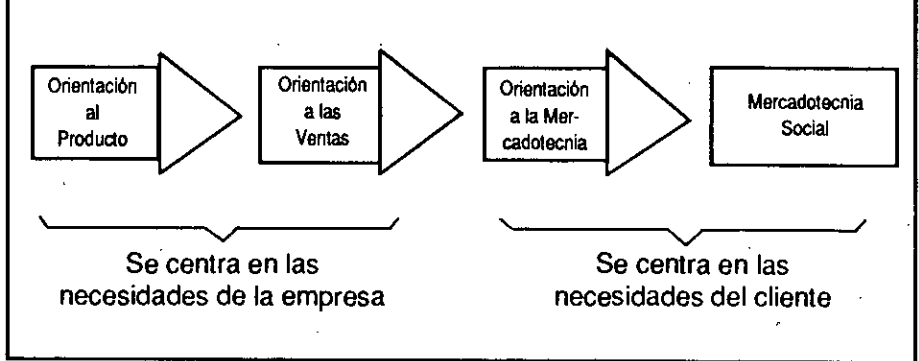 Orientación
al
Producto
Orientación
a las
Ventas
Orientación
a la Mer-
cadotecnia
Mercadotecnia
Social
Se centra en las
necesidades de la empresa
Se centra en las
necesidades del cliente